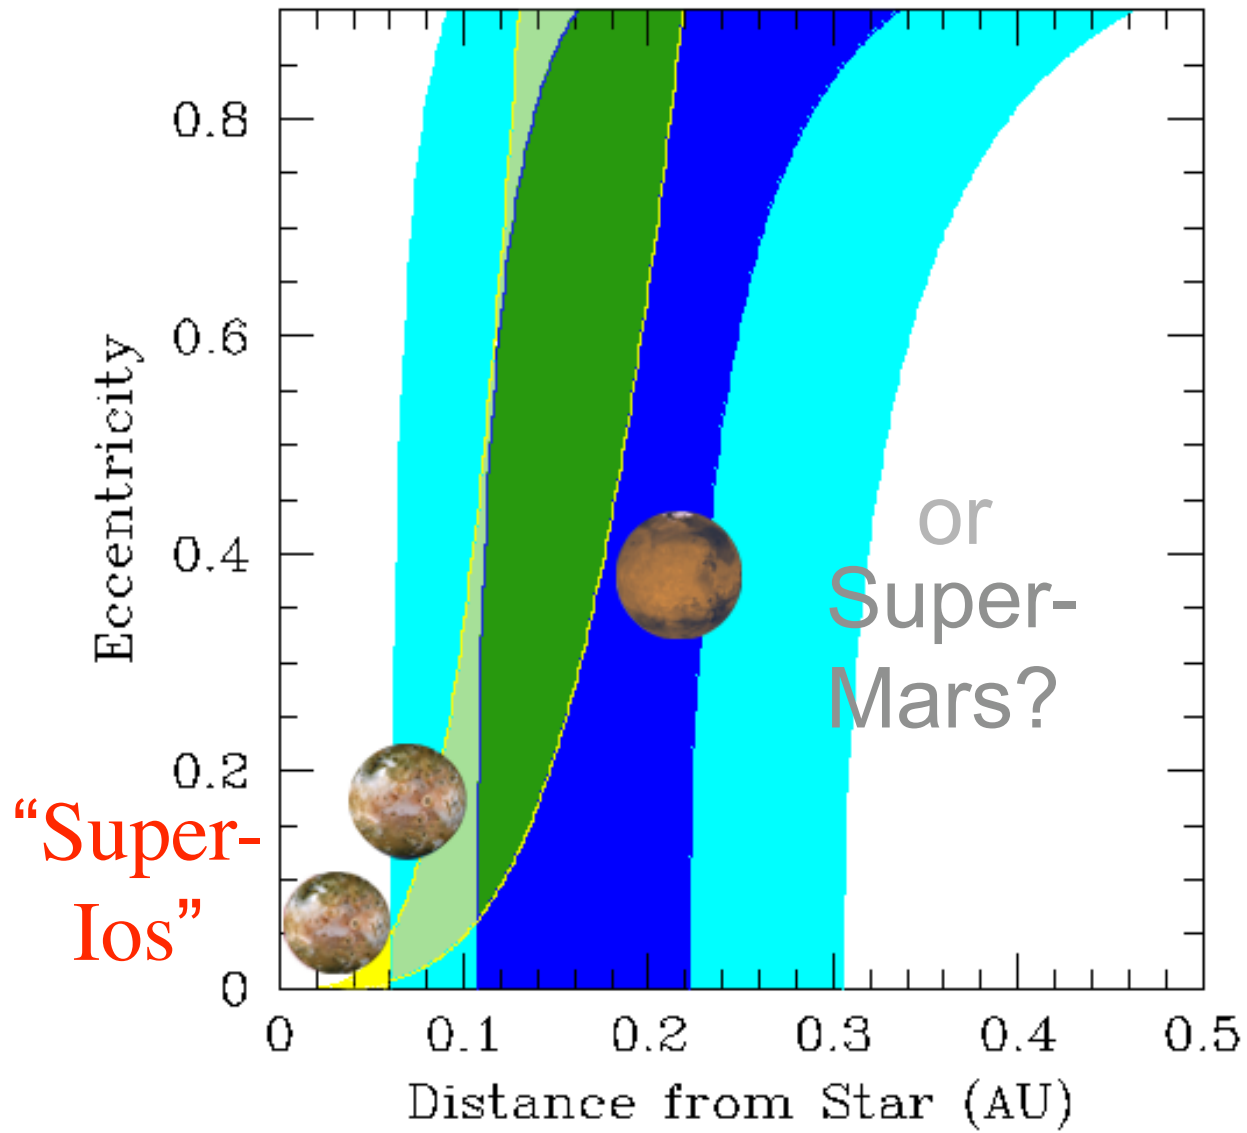 0.8
0.6
0.4
0.2
0
Eccentricity
or
Super-
Mars?
“Super-
Ios”
0 0.1 0.2 0.3 0.4 0.5
Distance from Star (AU)